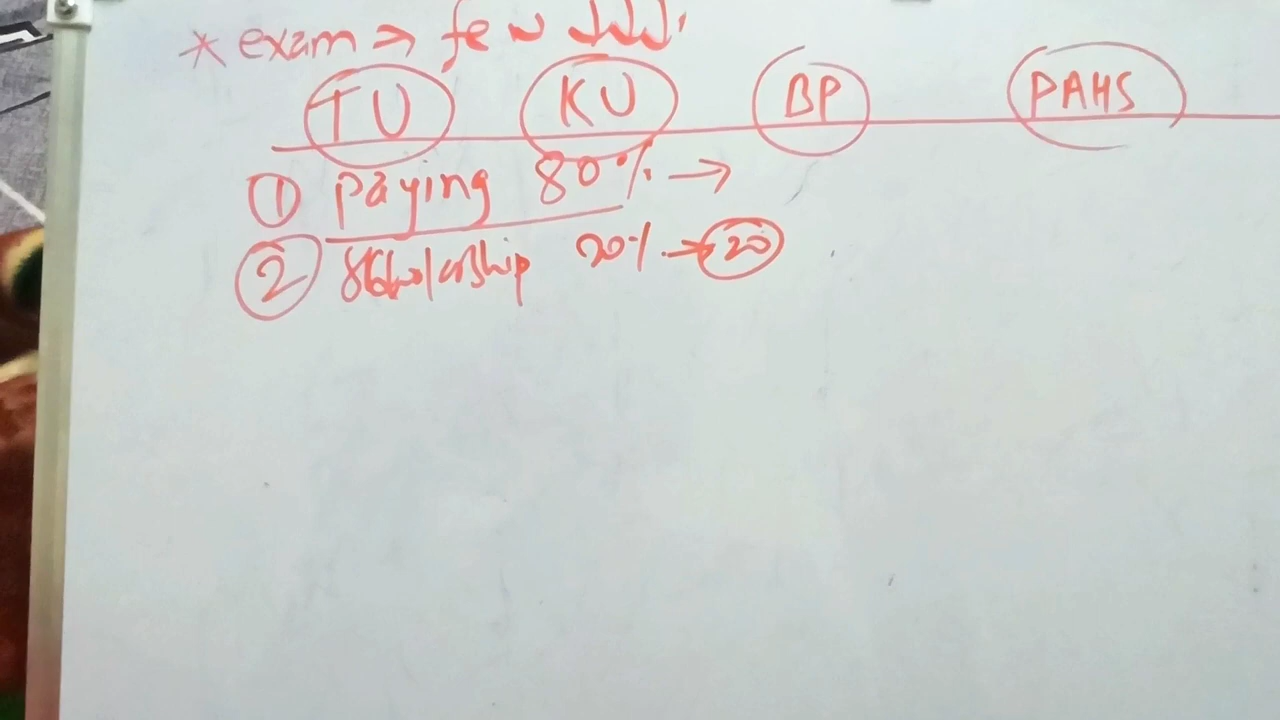 * exam ⇒ few
TU KU BP PAHS
① Paying 80% →
② Scholarship 20% → 20